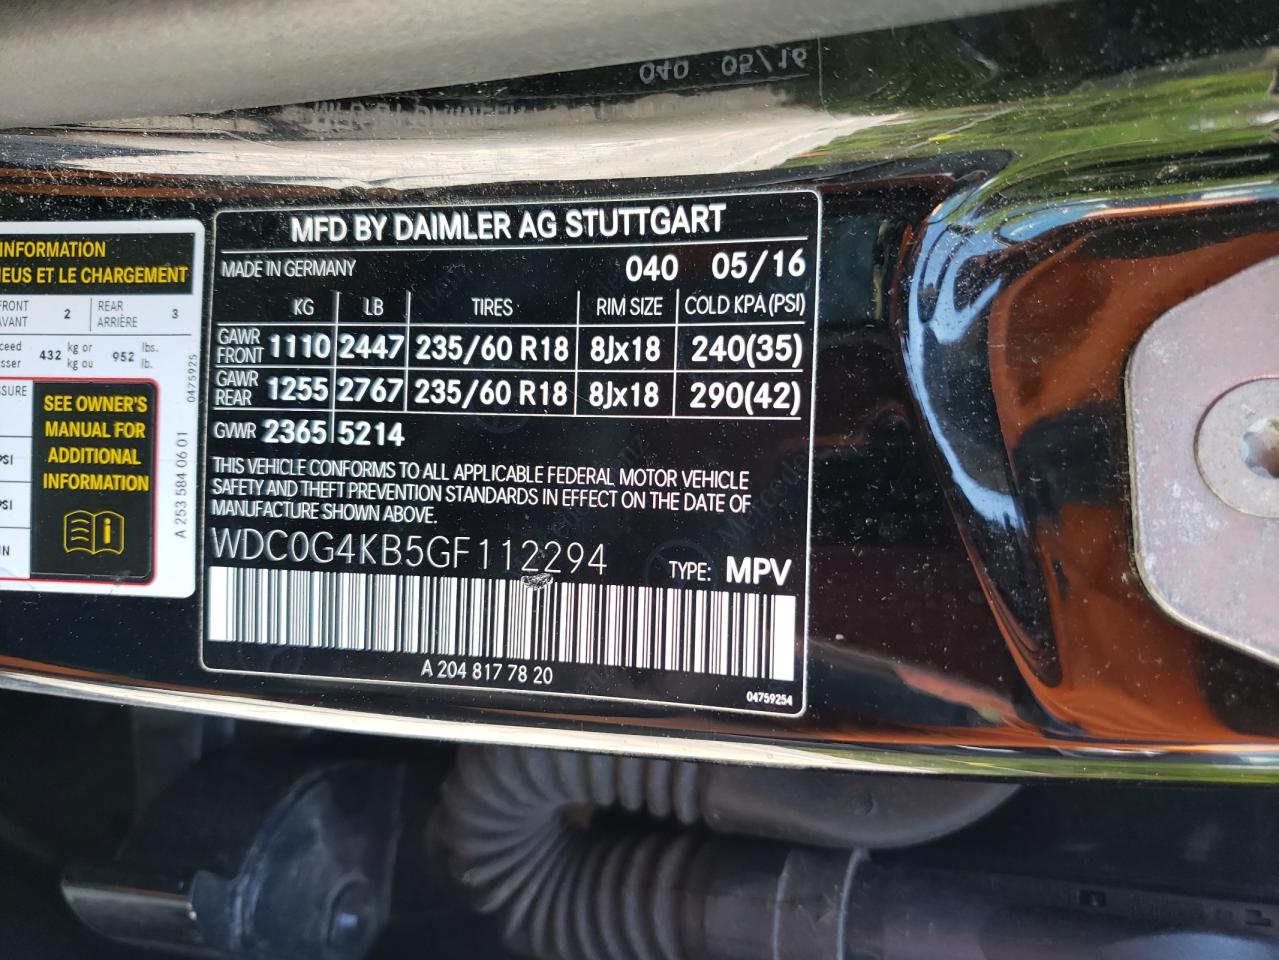 040 05/16
INFORMATION
NEUS ET LE CHARGEMENT
FRONT
AVANT
2
REAR
ARRIÈRE
3
432 kg or
kg ou
952 lbs.
lb.
0475925
SEE OWNER'S
MANUAL FOR
ADDITIONAL
INFORMATION
A 253 584 06 01
MFD BY DAIMLER AG STUTTGART
MADE IN GERMANY 040 05/16
KG LB TIRES RIM SIZE COLD KPA (PSI)
GAWR FRONT 1110 2447 235/60 R18 8Jx18 240(35)
GAWR REAR 1255 2767 235/60 R18 8Jx18 290(42)
GVWR 2365 5214
THIS VEHICLE CONFORMS TO ALL APPLICABLE FEDERAL MOTOR VEHICLE
SAFETY AND THEFT PREVENTION STANDARDS IN EFFECT ON THE DATE OF
MANUFACTURE SHOWN ABOVE.
WDC0G4KB5GF112294 TYPE: MPV
A 204 817 78 20
04759254